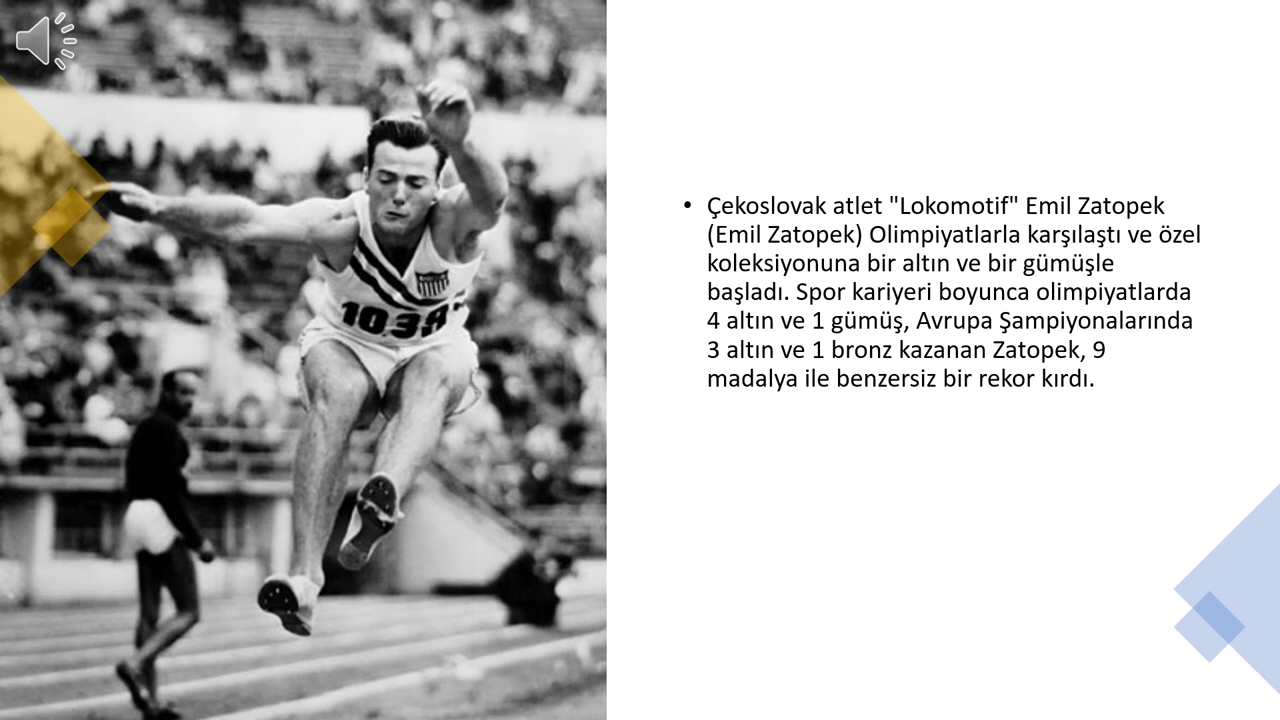 1038
• Çekoslovak atlet "Lokomotif" Emil Zatopek
(Emil Zatopek) Olimpiyatlarla karşılaştı ve özel
koleksiyonuna bir altın ve bir gümüşle
başladı. Spor kariyeri boyunca olimpiyatlarda
4 altın ve 1 gümüş, Avrupa Şampiyonalarında
3 altın ve 1 bronz kazanan Zatopek, 9
madalya ile benzersiz bir rekor kırdı.